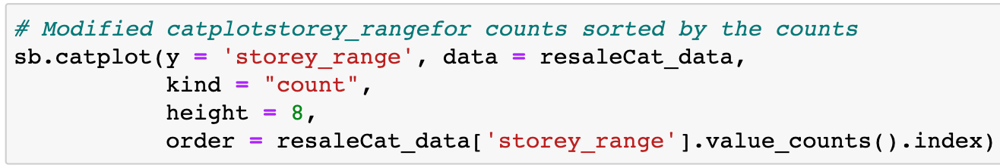 # Modified catplotstorey_rangefor counts sorted by the counts
sb.catplot(y = 'storey_range', data = resaleCat_data,
           kind = "count",
           height = 8,
           order = resaleCat_data['storey_range'].value_counts().index)